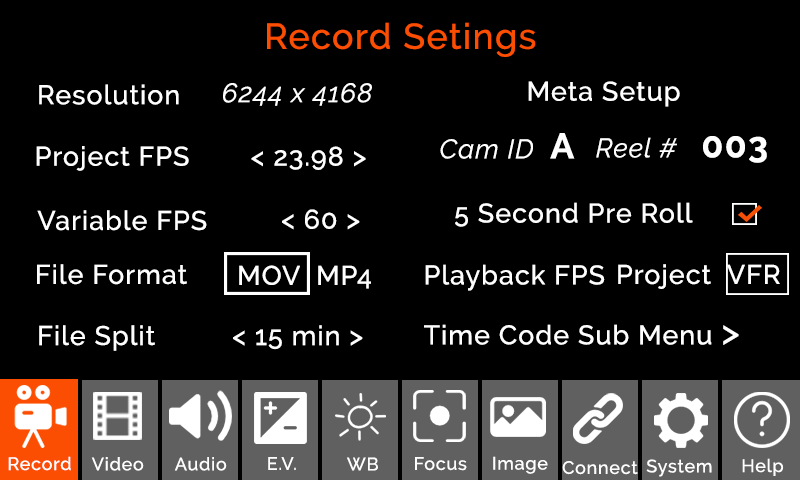 Record Setings
Resolution 6244 x 4168
Meta Setup
Project FPS < 23.98 >
Cam ID A Reel # 003
Variable FPS < 60 >
5 Second Pre Roll
File Format MOV MP4
Playback FPS Project VFR
File Split < 15 min >
Time Code Sub Menu >
Record Video Audio E.V. WB Focus Image Connect System Help